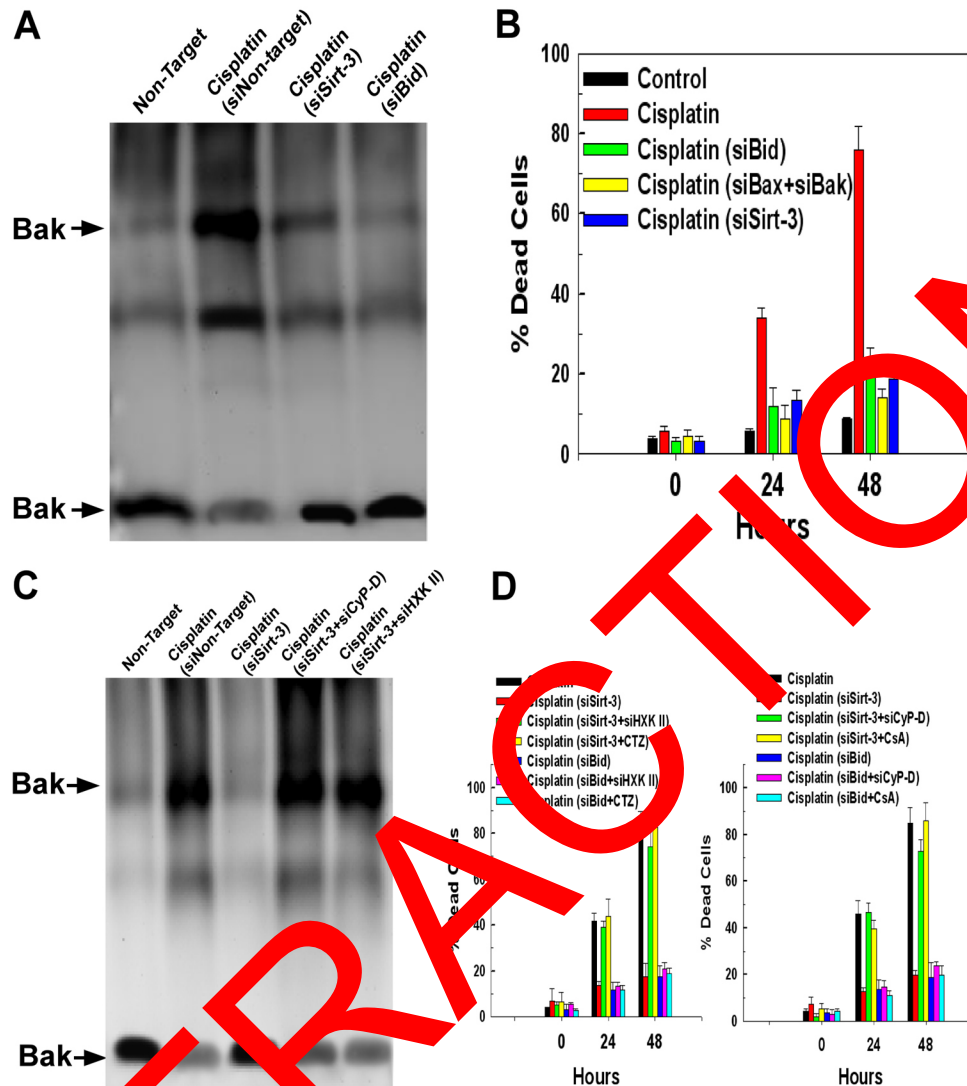 A
Non-Target
Cisplatin
(siNon-target)
Cisplatin
(siSirt-3)
Cisplatin
(siBid)
Bak
Bak
B
100
80
60
40
20
0
% Dead Cells
Control
Cisplatin
Cisplatin (siBid)
Cisplatin (siBax+siBak)
Cisplatin (siSirt-3)
0 24 48
Hours
C
Non-Target
Cisplatin
(siNon-Target)
Cisplatin
(siSirt-3)
Cisplatin
(siSirt-3+siCyP-D)
Cisplatin
(siSirt-3+siHXK II)
Bak
Bak
D
Cisplatin (siSirt-3)
Cisplatin (siSirt-3+siHXK II)
Cisplatin (siSirt-3+CTZ)
Cisplatin (siBid)
Cisplatin (siBid+siHXK II)
Cisplatin (siBid+CTZ)
80
60
40
20
0
% Dead Cells
0 24 48
Hours
Cisplatin
Cisplatin (siSirt-3)
Cisplatin (siSirt-3+siCyP-D)
Cisplatin (siSirt-3+CsA)
Cisplatin (siBid)
Cisplatin (siBid+siCyP-D)
Cisplatin (siBid+CsA)
100
80
60
40
20
0
% Dead Cells
0 24 48
Hours
TRACTION